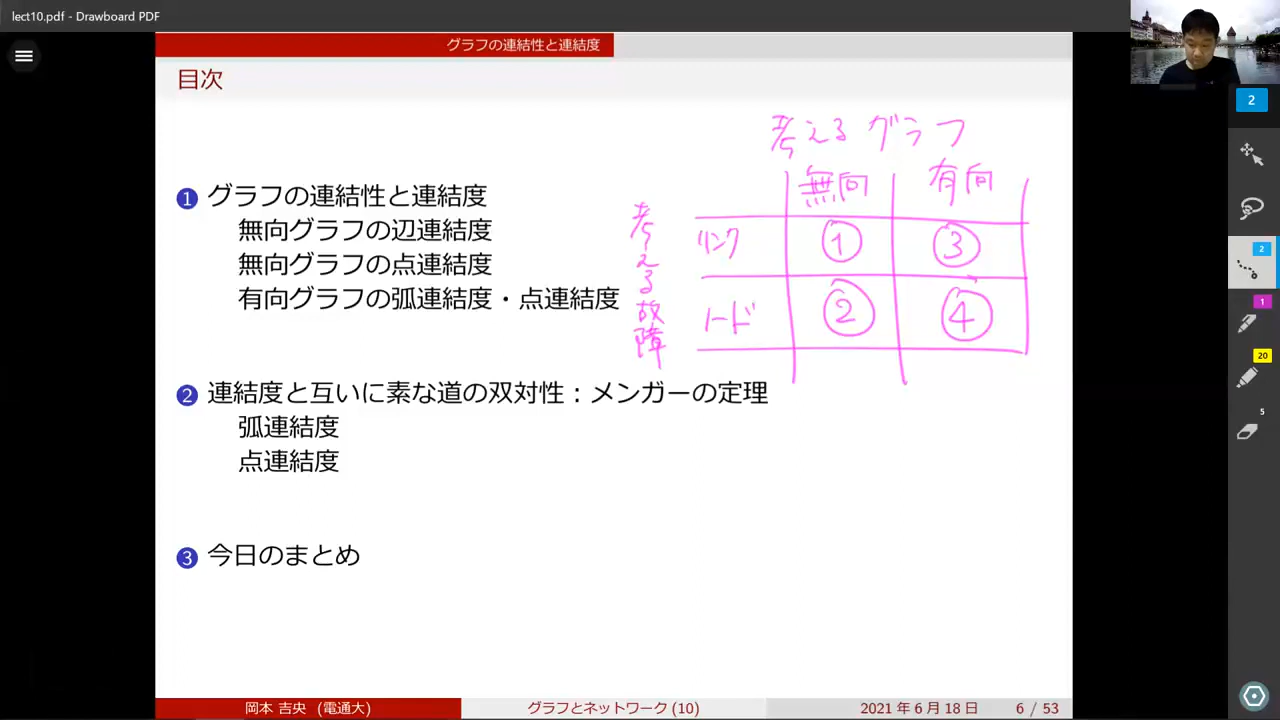 lect10.pdf - Drawboard PDF
グラフの連結性と連結度
目次
1 グラフの連結性と連結度
無向グラフの辺連結度
無向グラフの点連結度
有向グラフの弧連結度・点連結度
2 連結度と互いに素な道の双対性：メンガーの定理
弧連結度
点連結度
3 今日のまとめ
考えるグラフ
無向 有向
考える故障
リンク ① ③
ノード ② ④
岡本 吉央 (電通大) グラフとネットワーク (10) 2021 年 6 月 18 日 6 / 53
2
2
1
20
5